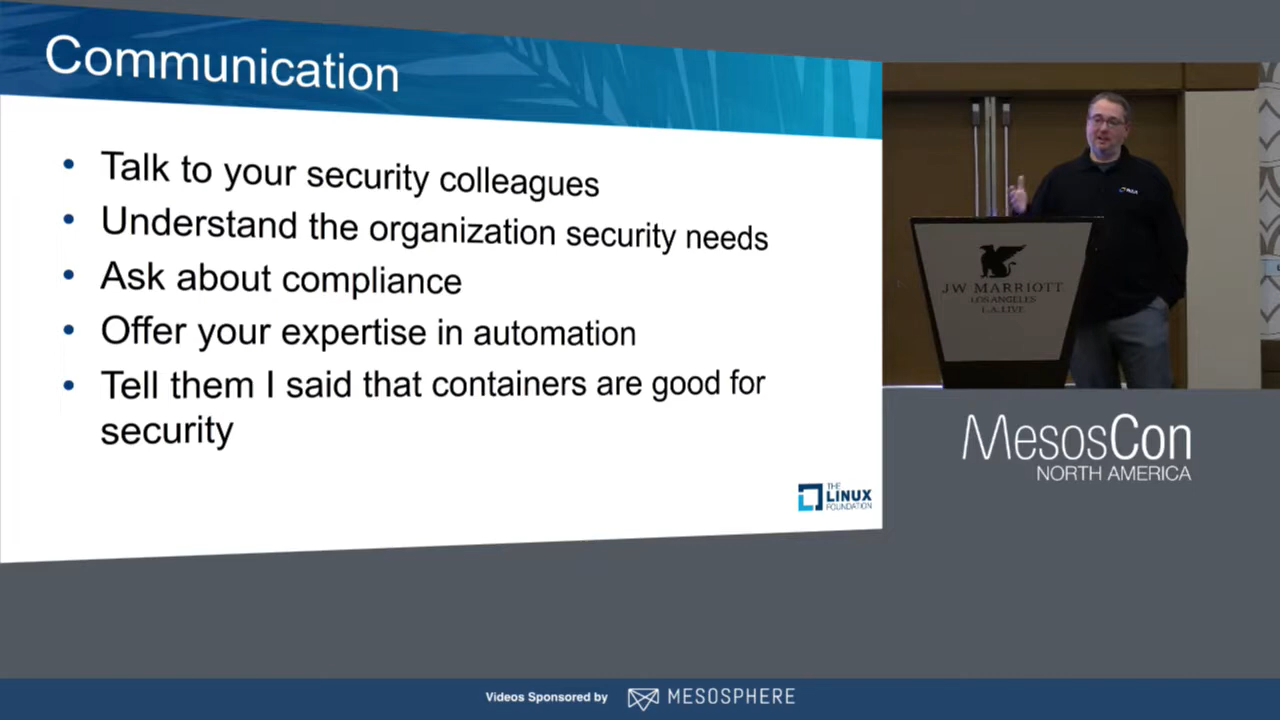 Communication
• Talk to your security colleagues
• Understand the organization security needs
• Ask about compliance
• Offer your expertise in automation
• Tell them I said that containers are good for
security
THE
LINUX
FOUNDATION
JW MARRIOTT
LOS ANGELES
L.A. LIVE
MesosCon
NORTH AMERICA
Videos Sponsored by MESOSPHERE